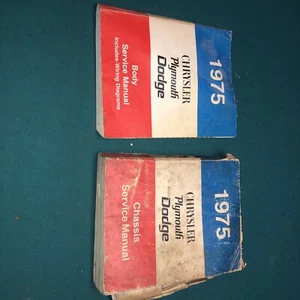 1975
CHRYSLER
Plymouth
Dodge
Body
Service Manual
Includes-Wiring Diagrams
1975
CHRYSLER
Plymouth
Dodge
Chassis
Service Manual